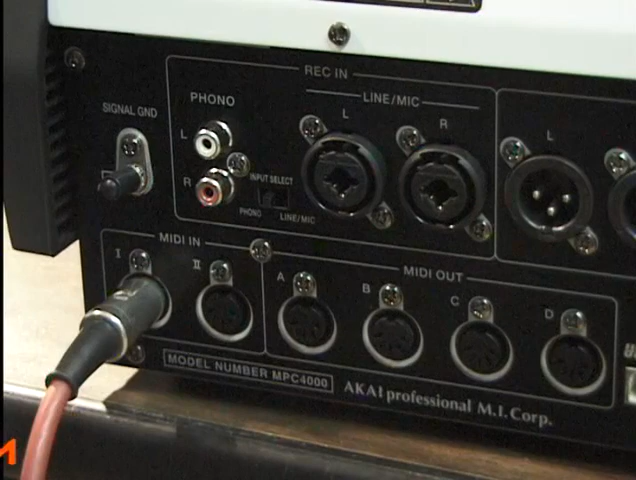 REC IN
PHONO
LINE/MIC
SIGNAL GND
L
R
L
R
L
INPUT SELECT
PHONO
LINE/MIC
MIDI IN
I
II
MIDI OUT
A
B
C
D
MODEL NUMBER MPC4000
AKAI professional M.I. Corp.